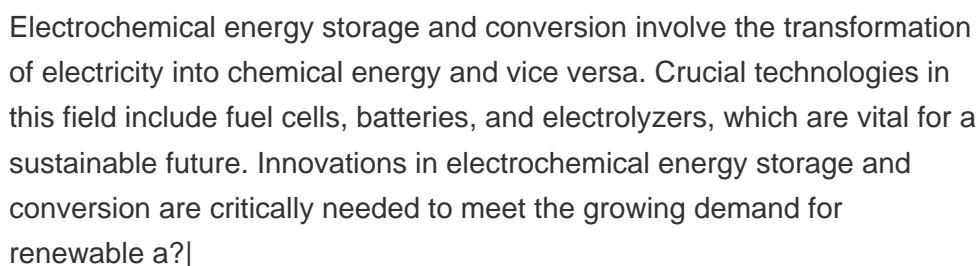 Electrochemical energy storage and conversion involve the transformation
of electricity into chemical energy and vice versa. Crucial technologies in
this field include fuel cells, batteries, and electrolyzers, which are vital for a
sustainable future. Innovations in electrochemical energy storage and
conversion are critically needed to meet the growing demand for
renewable a?|